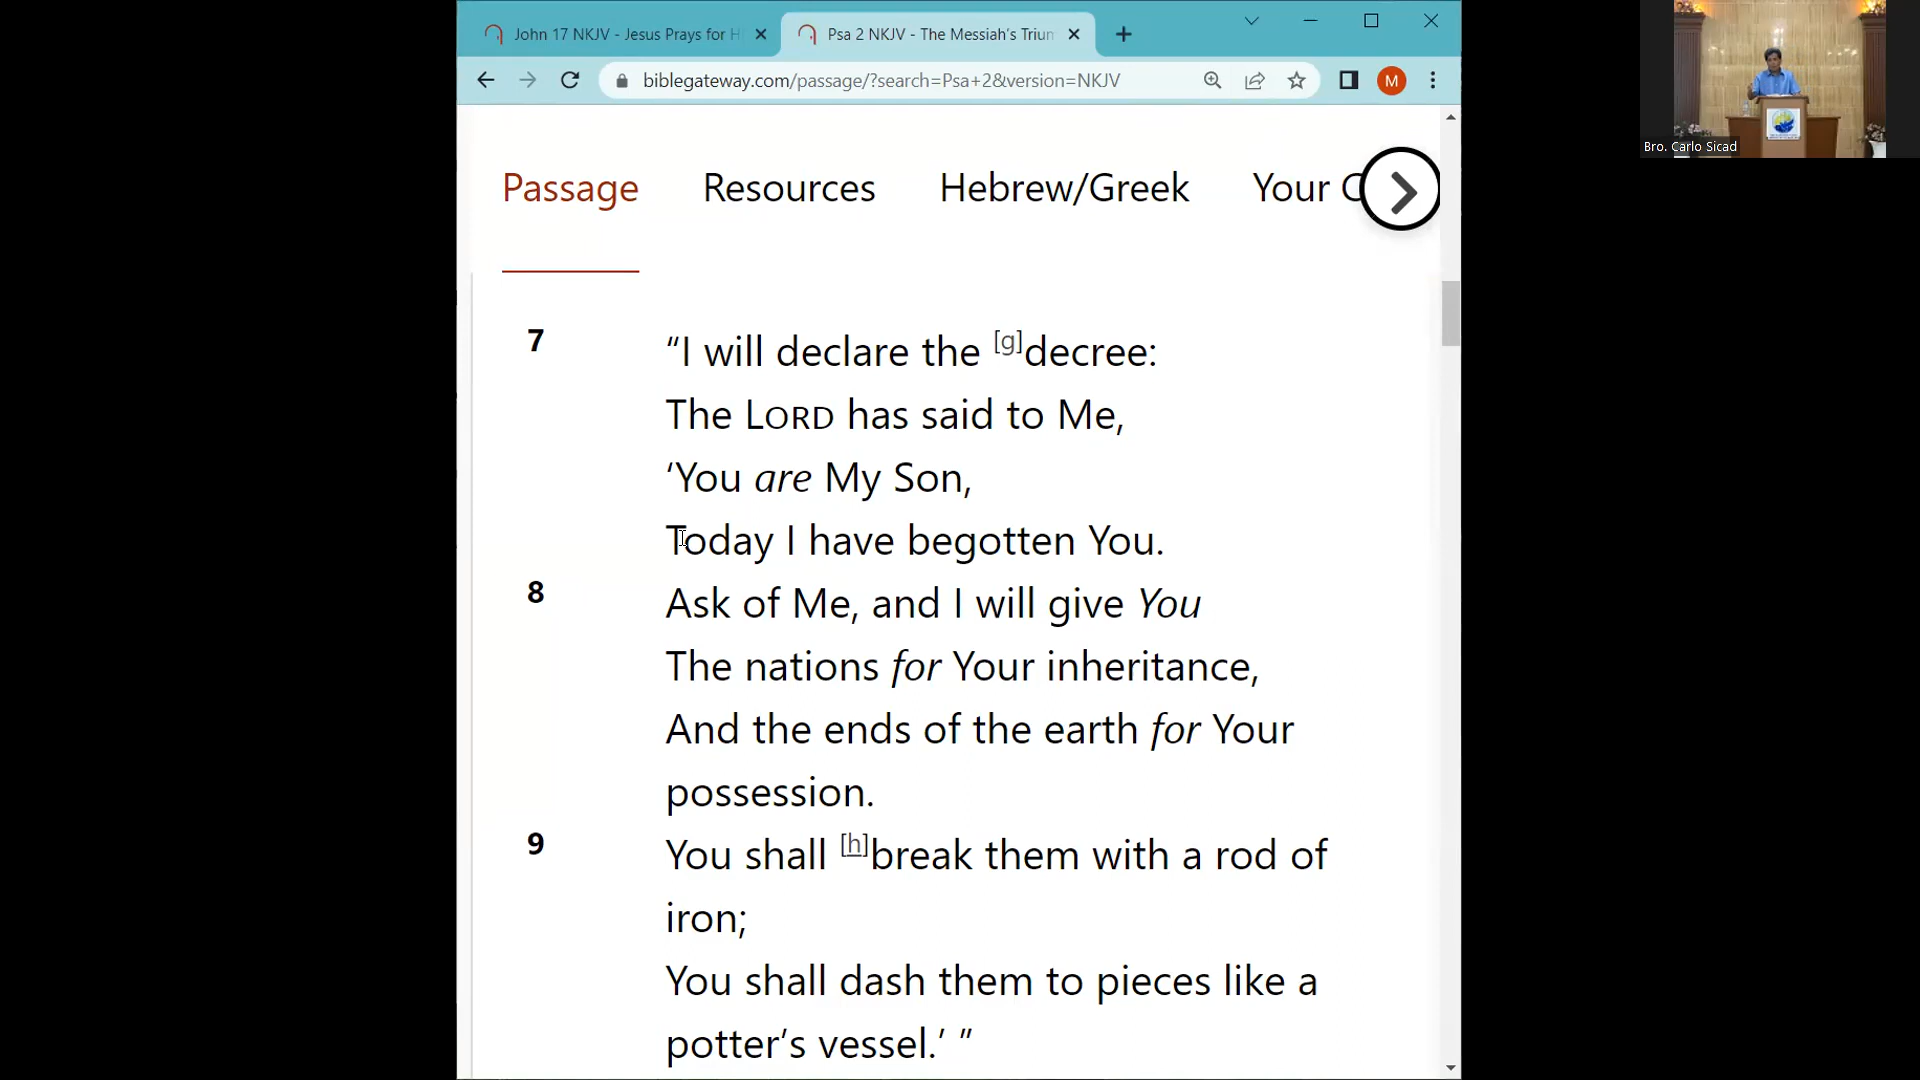 John 17 NKJV - Jesus Prays for H
Psa 2 NKJV - The Messiah's Trium
biblegateway.com/passage/?search=Psa+2&version=NKJV
M
Bro. Carlo Sicad
Passage
Resources
Hebrew/Greek
Your C
7
“I will declare the [g]decree:
The LORD has said to Me,
‘You are My Son,
Today I have begotten You.
8
Ask of Me, and I will give You
The nations for Your inheritance,
And the ends of the earth for Your
possession.
9
You shall [h]break them with a rod of
iron;
You shall dash them to pieces like a
potter’s vessel.’ ”